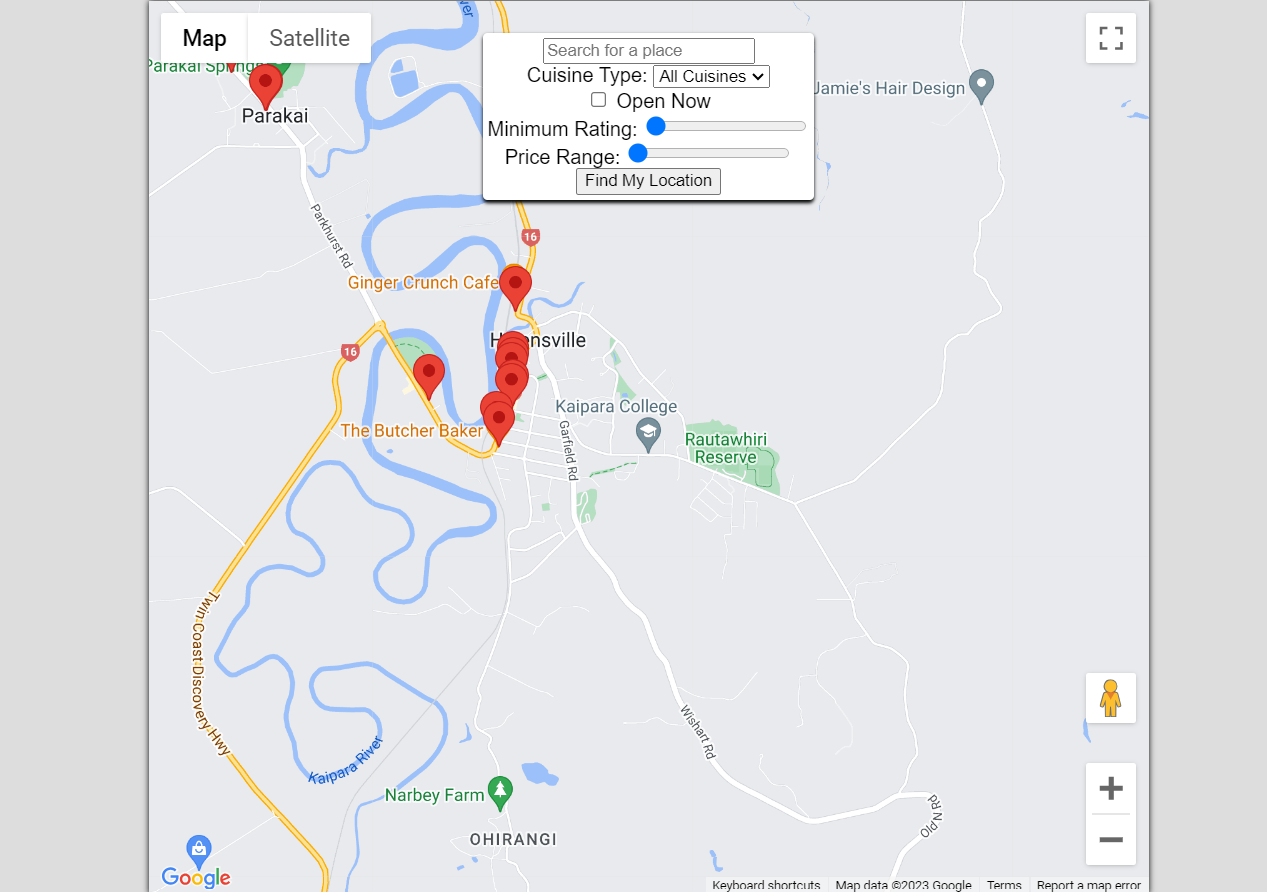 Map
Satellite
Search for a place
Cuisine Type: All Cuisines
Open Now
Minimum Rating:
Price Range:
Find My Location
Parakai Springs
Parakai
Jamie's Hair Design
Parkhurst Rd
16
Ginger Crunch Cafe
16
Kaipara College
The Butcher Baker
Garfield Rd
Rautawhiri
Reserve
Twin Coast Discovery Hwy
Wishart Rd
Kaipara River
Narbey Farm
OHIRANGI
Old N Rd
Google
Keyboard shortcuts
Map data ©2023 Google
Terms
Report a map error